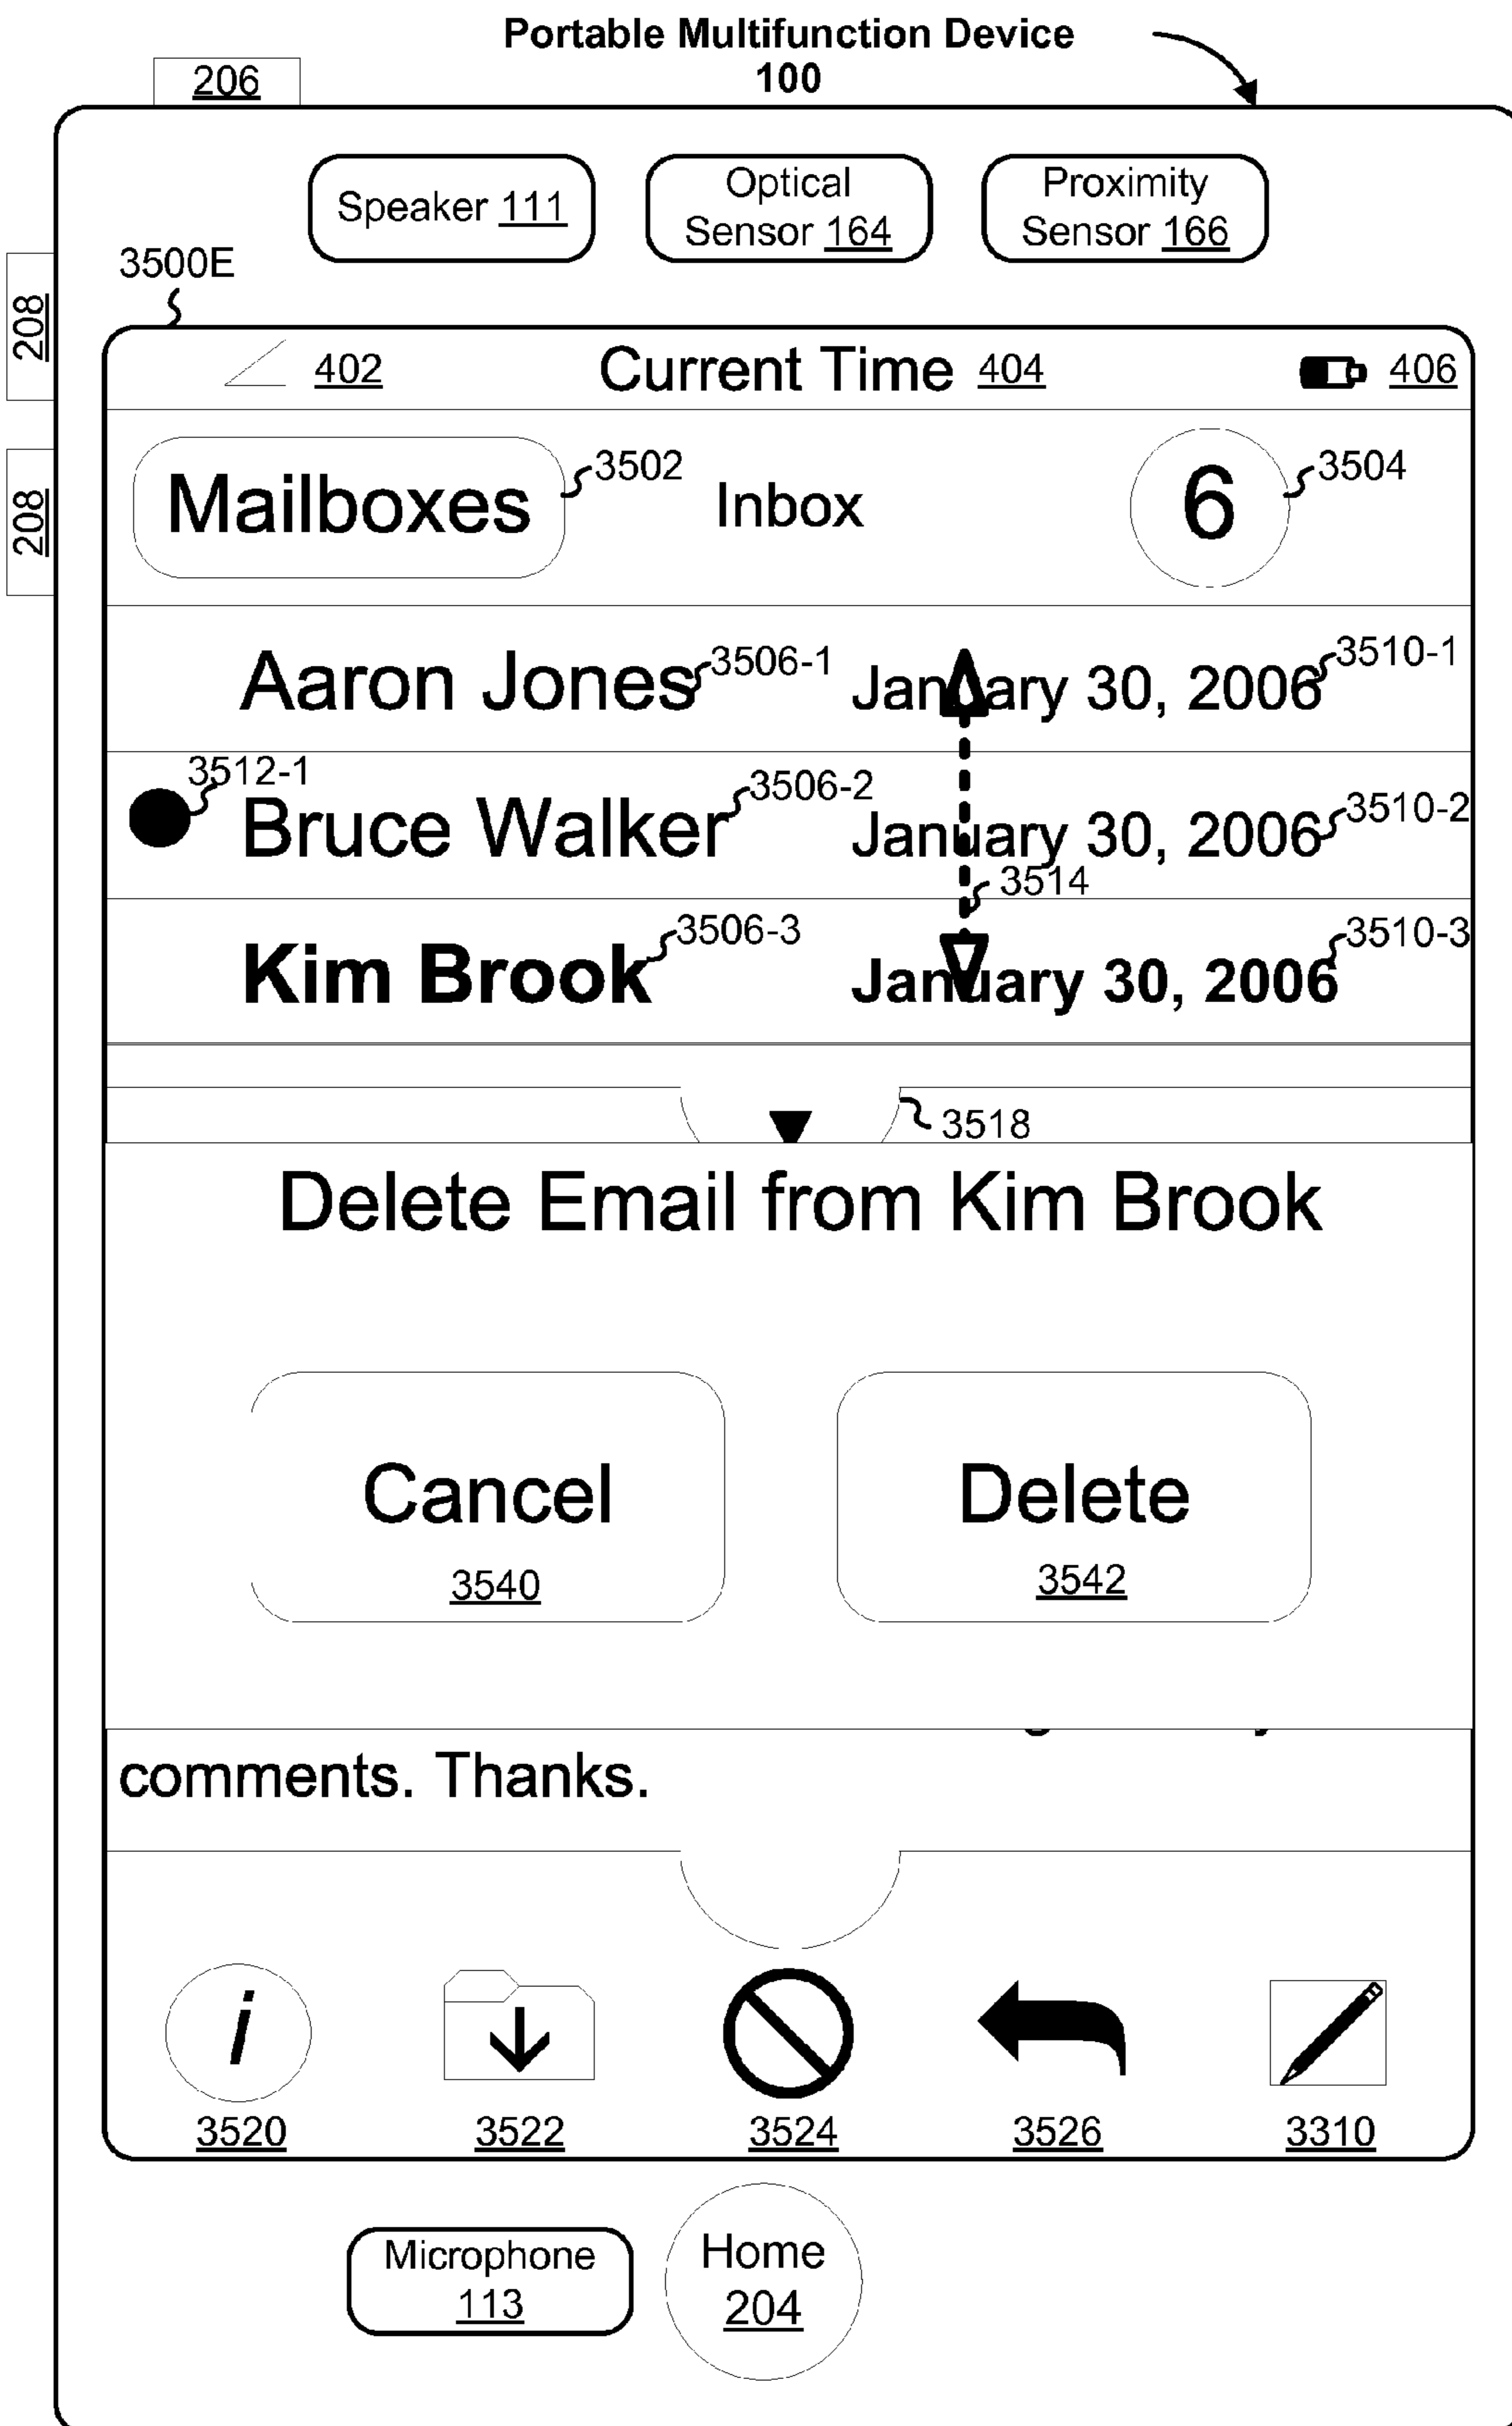 Portable Multifunction Device
100
206
Speaker 111
Optical
Sensor 164
Proximity
Sensor 166
208
208
3500E
402
Current Time 404
406
Mailboxes
3502
Inbox
6
3504
Aaron Jones
3506-1
January 30, 2006
3510-1
3512-1
Bruce Walker
3506-2
January 30, 2006
3510-2
3514
Kim Brook
3506-3
January 30, 2006
3510-3
3518
Delete Email from Kim Brook
Cancel
3540
Delete
3542
comments. Thanks.
i
3520
3522
3524
3526
3310
Microphone
113
Home
204